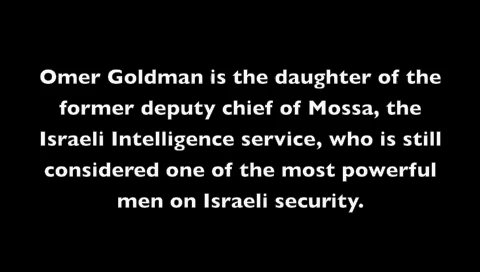 Omer Goldman is the daughter of the
former deputy chief of Mossa, the
Israeli Intelligence service, who is still
considered one of the most powerful
men on Israeli security.